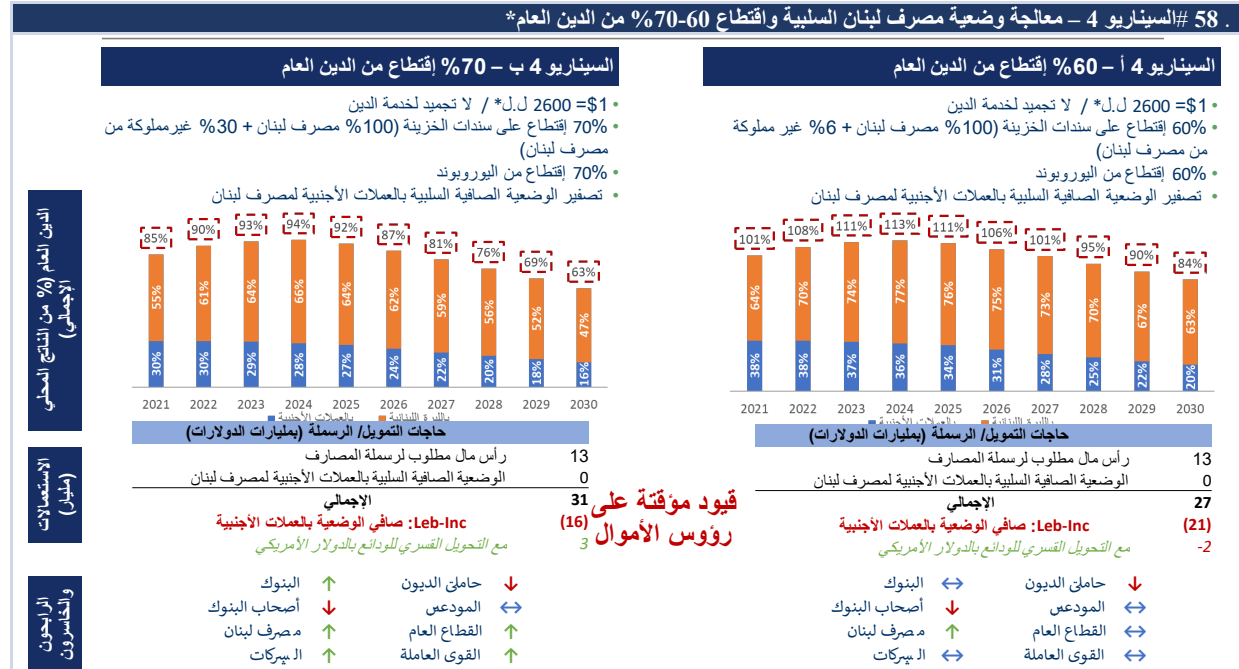 . 58 #السيناريو 4 – معالجة وضعية مصرف لبنان السلبية واقتطاع 60-70% من الدين العام*
السيناريو 4 أ – 60% إقتطاع من الدين العام
• 1$= 2600 ل.ل* / لا تجميد لخدمة الدين
• 60% إقتطاع على سندات الخزينة (100% مصرف لبنان + 6% غير مملوكة
من مصرف لبنان)
• 60% إقتطاع من اليوروبوند
• تصفير الوضعية الصافية السلبية بالعملات الأجنبية لمصرف لبنان
101% 108% 111% 113% 111% 106% 101% 95% 90% 84%
64% 70% 74% 77% 76% 75% 73% 70% 67% 63%
38% 38% 37% 36% 34% 31% 28% 25% 22% 20%
2021 2022 2023 2024 2025 2026 2027 2028 2029 2030
بالليرة اللبنانية بالعملات الأجنبية
حاجات التمويل/ الرسملة (بمليارات الدولارات)
رأس مال مطلوب لرسملة المصارف 13
الوضعية الصافية السلبية بالعملات الأجنبية لمصرف لبنان 0
الإجمالي 27
Leb-Inc: صافي الوضعية بالعملات الأجنبية (21)
مع التحويل القسري للودائع بالدولار الأمريكي -2
↓ حاملي الديون ↔ البنوك
↔ المودعس ↓ أصحاب البنوك
↔ القطاع العام ↑ مصرف لبنان
↔ القوى العاملة ↔
السيناريو 4 ب – 70% إقتطاع من الدين العام
• 1$= 2600 ل.ل* / لا تجميد لخدمة الدين
• 70% إقتطاع على سندات الخزينة (100% مصرف لبنان + 30% غيرمملوكة من
مصرف لبنان)
• 70% إقتطاع من اليوروبوند
• تصفير الوضعية الصافية السلبية بالعملات الأجنبية لمصرف لبنان
85% 90% 93% 94% 92% 87% 81% 76% 69% 63%
55% 61% 64% 66% 64% 62% 59% 56% 52% 47%
30% 30% 29% 28% 27% 24% 22% 20% 18% 16%
2021 2022 2023 2024 2025 2026 2027 2028 2029 2030
بالليرة اللبنانية بالعملات الأجنبية
حاجات التمويل/ الرسملة (بمليارات الدولارات)
رأس مال مطلوب لرسملة المصارف 13
الوضعية الصافية السلبية بالعملات الأجنبية لمصرف لبنان 0
الإجمالي 31
Leb-Inc: صافي الوضعية بالعملات الأجنبية (16)
مع التحويل القسري للودائع بالدولار الأمريكي 3
↓ حاملي الديون ↑ البنوك
↔ المودعس ↓ أصحاب البنوك
↑ القطاع العام ↑ مصرف لبنان
↑ القوى العاملة ↑
قيود مؤقتة على
رؤوس الأموال
الدين العام (% من الناتج المحلي
الإجمالي)
الاستعمالات
(مليار)
الرابحون
والخاسرون